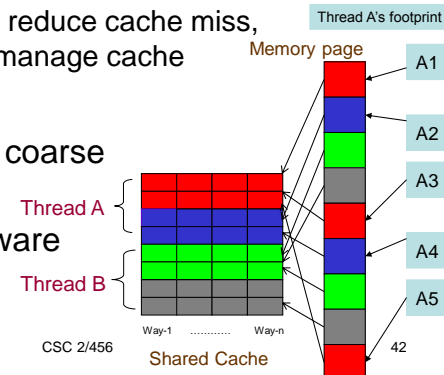 reduce cache miss,
manage cache
coarse
Thread A's footprint
Memory page
A1
A2
A3
A4
A5
Thread A
Thread B
Way-1 ............ Way-n
Shared Cache
CSC 2/456
42